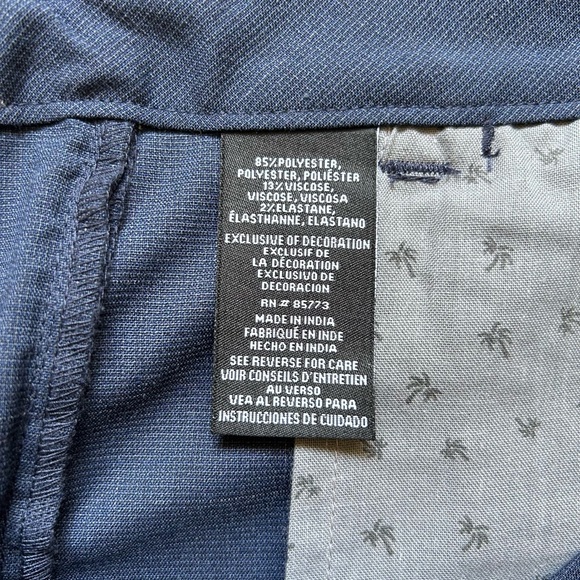 85%POLYESTER,
POLYESTER, POLIÉSTER
13%VISCOSE,
VISCOSE, VISCOSA
2%ELASTANE,
ÉLASTHANNE, ELASTANO
EXCLUSIVE OF DECORATION
EXCLUSIF DE
LA DÉCORATION
EXCLUSIVO DE
DECORACION
RN # 85773
MADE IN INDIA
FABRIQUÉ EN INDE
HECHO EN INDIA
SEE REVERSE FOR CARE
VOIR CONSEILS D'ENTRETIEN
AU VERSO
VEA AL REVERSO PARA
INSTRUCCIONES DE CUIDADO